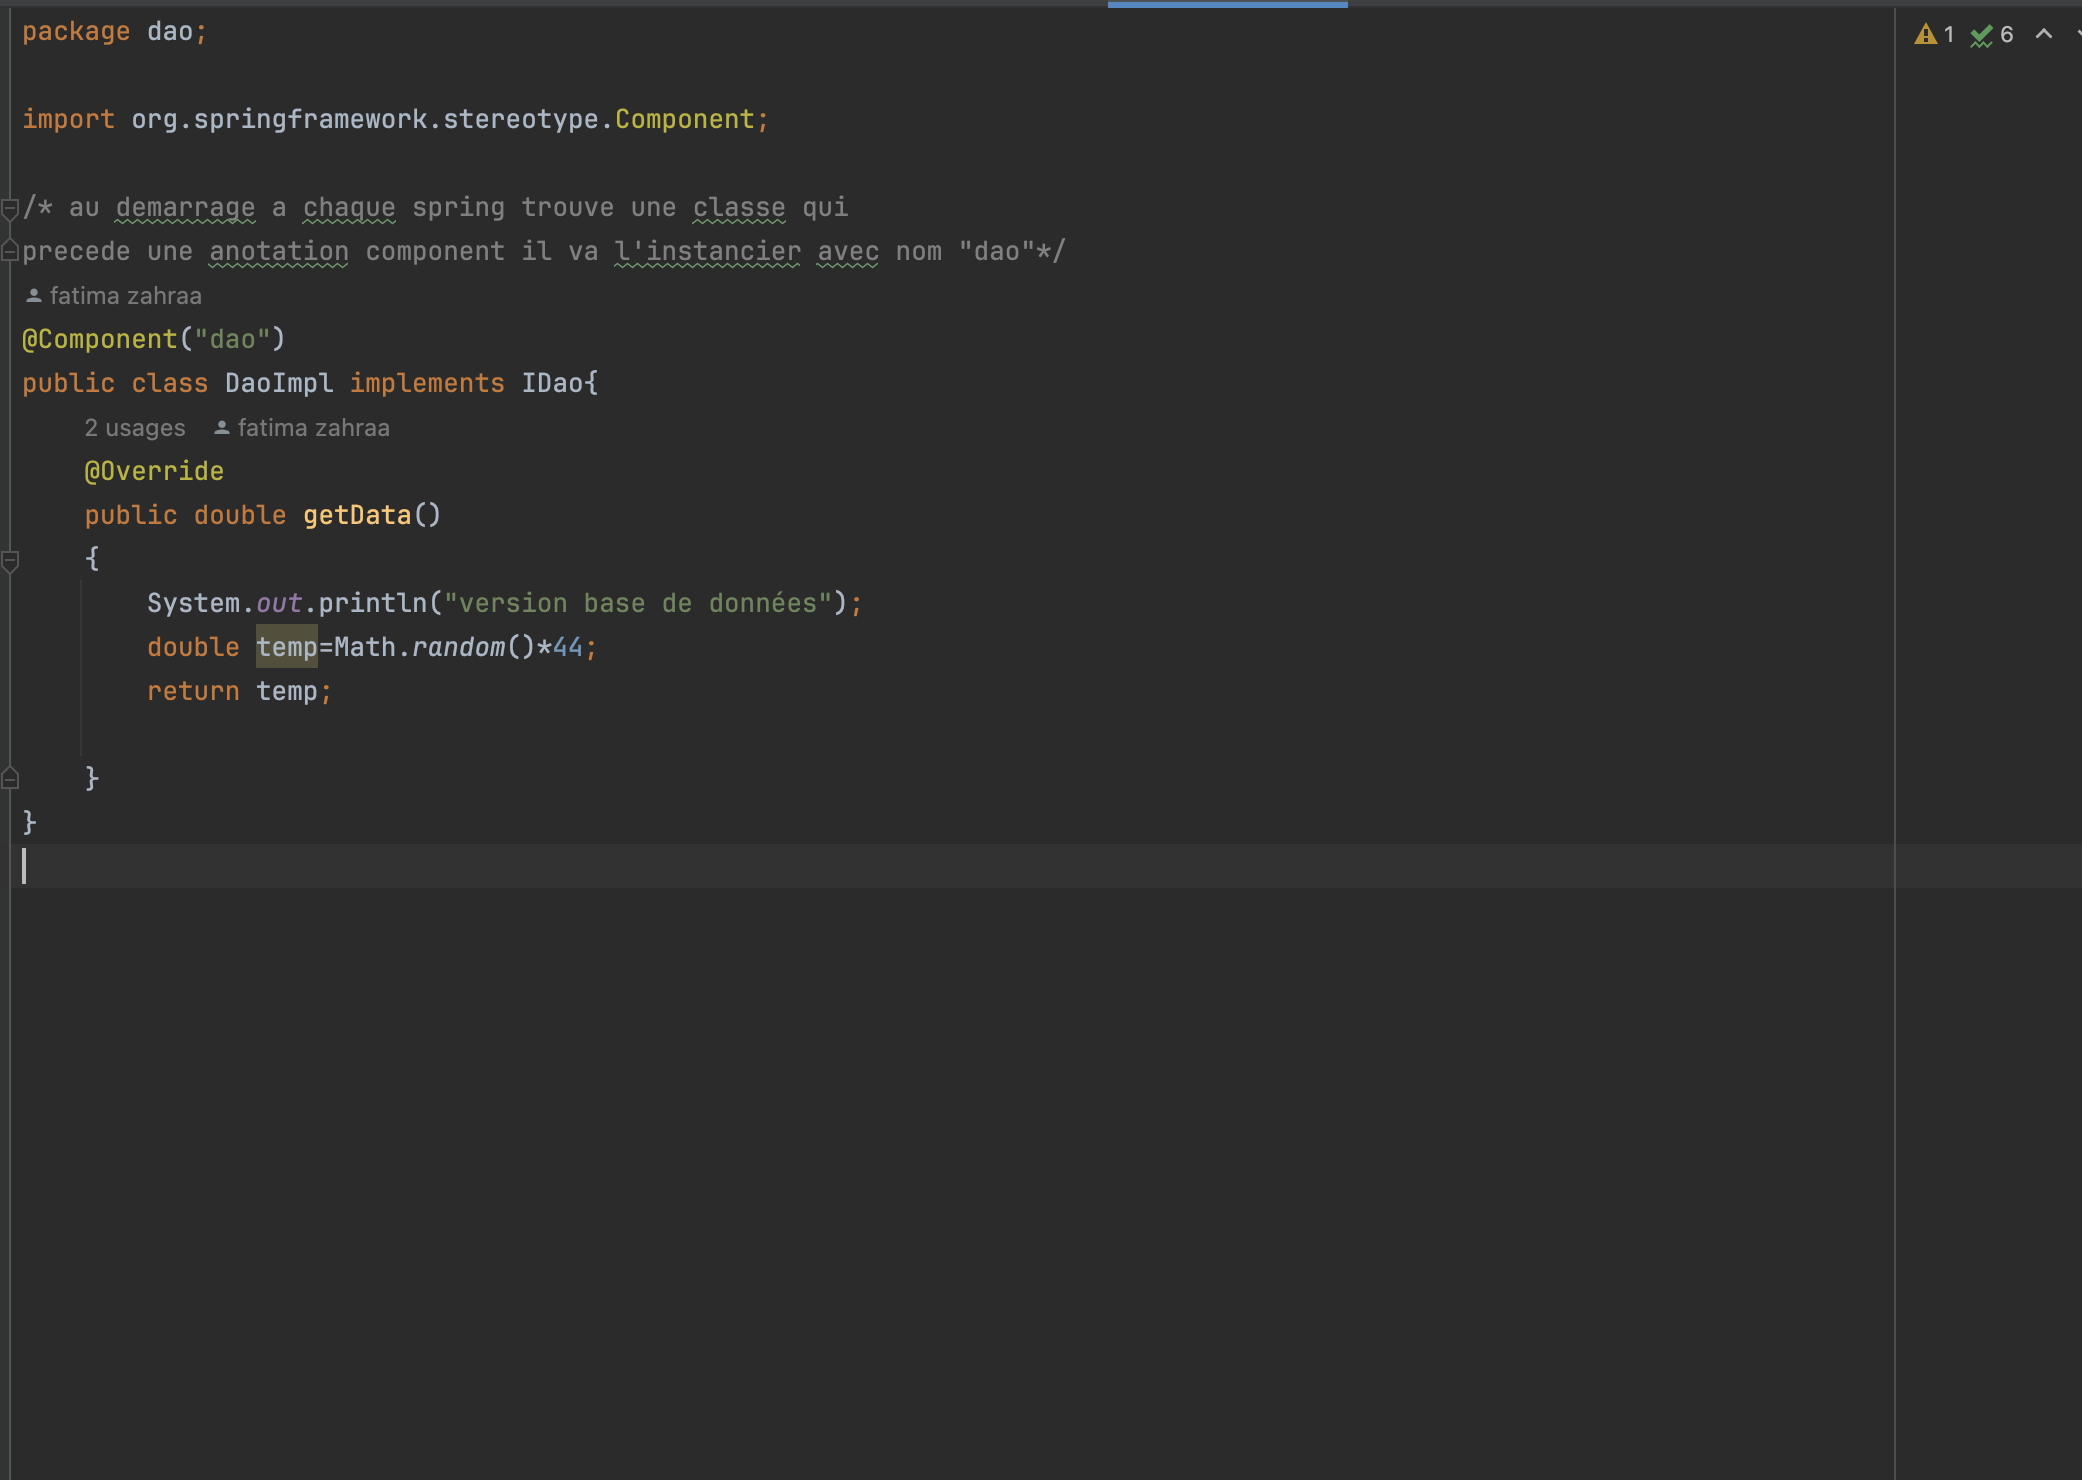 package dao;
1 6
import org.springframework.stereotype.Component;
/* au demarrage a chaque spring trouve une classe qui
precede une anotation component il va l'instancier avec nom "dao"*/
fatima zahraa
@Component("dao")
public class DaoImpl implements IDao{
2 usages fatima zahraa
@Override
public double getData()
{
System.out.println("version base de données");
double temp=Math.random()*44;
return temp;
}
}